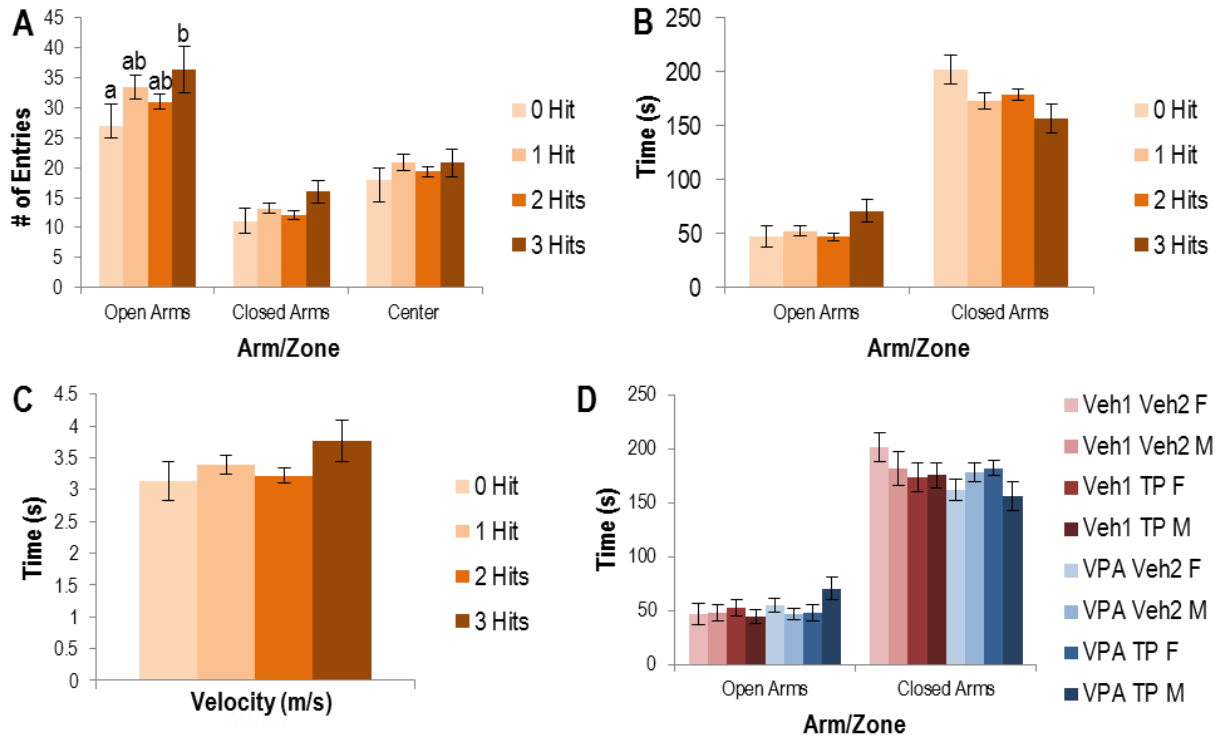 A
# of Entries
45
40
35
30
25
20
15
10
5
0
a
ab
ab
b
Open Arms
Closed Arms
Center
Arm/Zone
0 Hit
1 Hit
2 Hits
3 Hits
B
Time (s)
250
200
150
100
50
0
Open Arms
Closed Arms
Arm/Zone
0 Hit
1 Hit
2 Hits
3 Hits
C
Time (s)
4.5
4
3.5
3
2.5
2
1.5
1
0.5
0
Velocity (m/s)
0 Hit
1 Hit
2 Hits
3 Hits
D
Time (s)
250
200
150
100
50
0
Open Arms
Closed Arms
Arm/Zone
Veh1 Veh2 F
Veh1 Veh2 M
Veh1 TP F
Veh1 TP M
VPA Veh2 F
VPA Veh2 M
VPA TP F
VPA TP M